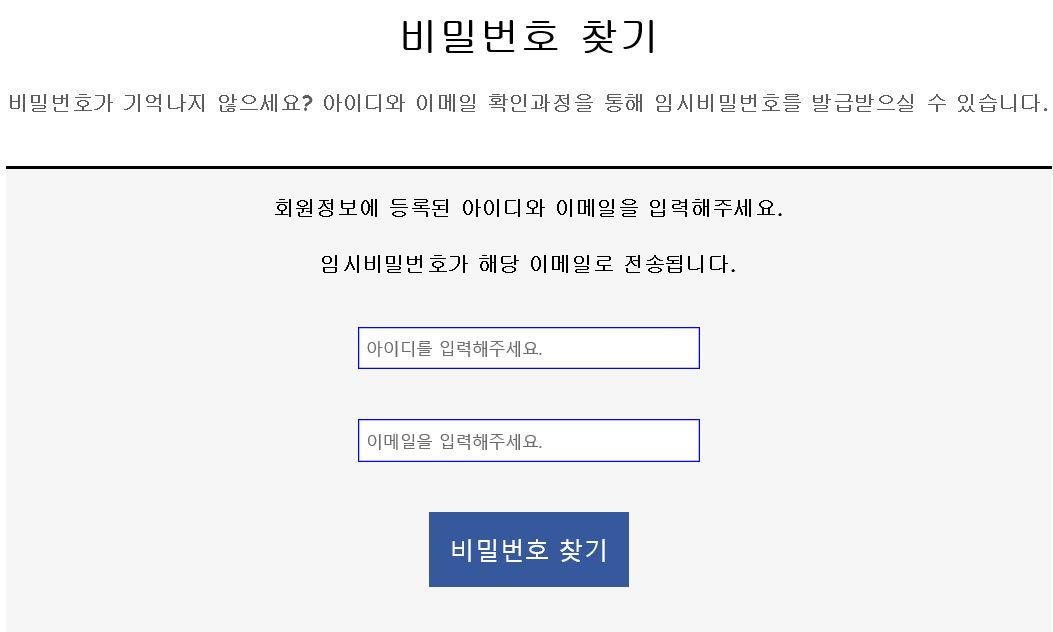 비밀번호 찾기
비밀번호가 기억나지 않으세요? 아이디와 이메일 확인과정을 통해 임시비밀번호를 발급받으실 수 있습니다.
회원정보에 등록된 아이디와 이메일을 입력해주세요.
임시비밀번호가 해당 이메일로 전송됩니다.
아이디를 입력해주세요.
이메일을 입력해주세요.
비밀번호 찾기